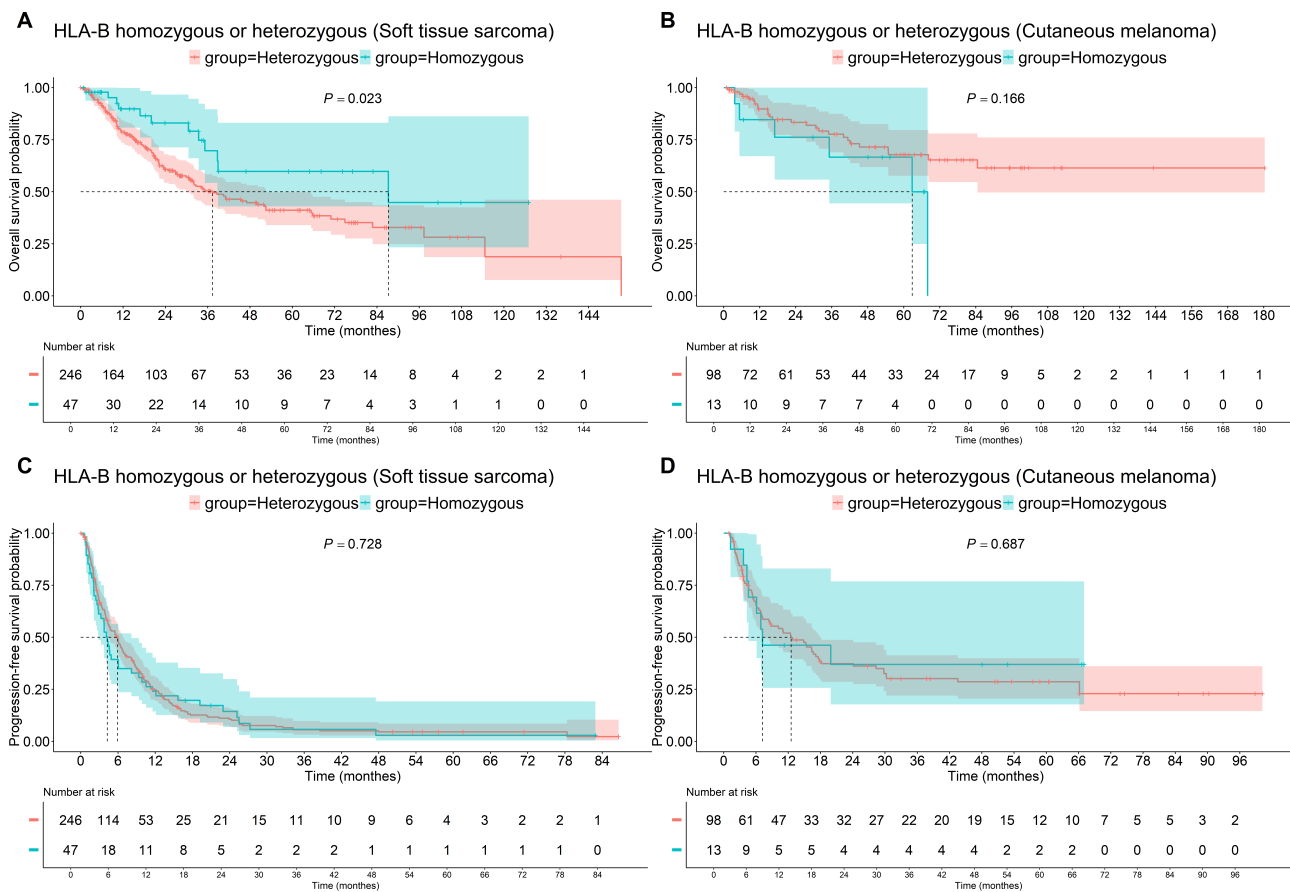 A
HLA-B homozygous or heterozygous (Soft tissue sarcoma)
group=Heterozygous group=Homozygous
P = 0.023
Overall survival probability
1.00
0.75
0.50
0.25
0.00
0 12 24 36 48 60 72 84 96 108 120 132 144
Time (monthes)
Number at risk
246 164 103 67 53 36 23 14 8 4 2 2 1
47 30 22 14 10 9 7 4 3 1 1 0 0
0 12 24 36 48 60 72 84 96 108 120 132 144
Time (monthes)
B
HLA-B homozygous or heterozygous (Cutaneous melanoma)
group=Heterozygous group=Homozygous
P = 0.166
Overall survival probability
1.00
0.75
0.50
0.25
0.00
0 12 24 36 48 60 72 84 96 108 120 132 144 156 168 180
Time (monthes)
Number at risk
98 72 61 53 44 33 24 17 9 5 2 2 1 1 1 1
13 10 9 7 7 4 0 0 0 0 0 0 0 0 0 0
0 12 24 36 48 60 72 84 96 108 120 132 144 156 168 180
Time (monthes)
C
HLA-B homozygous or heterozygous (Soft tissue sarcoma)
group=Heterozygous group=Homozygous
P = 0.728
Progression-free survival probability
1.00
0.75
0.50
0.25
0.00
0 6 12 18 24 30 36 42 48 54 60 66 72 78 84
Time (monthes)
Number at risk
246 114 53 25 21 15 11 10 9 6 4 3 2 2 1
47 18 11 8 5 2 2 2 1 1 1 1 1 1 0
0 6 12 18 24 30 36 42 48 54 60 66 72 78 84
Time (monthes)
D
HLA-B homozygous or heterozygous (Cutaneous melanoma)
group=Heterozygous group=Homozygous
P = 0.687
Progression-free survival probability
1.00
0.75
0.50
0.25
0.00
0 6 12 18 24 30 36 42 48 54 60 66 72 78 84 90 96
Time (monthes)
Number at risk
98 61 47 33 32 27 22 20 19 15 12 10 7 5 5 3 2
13 9 5 5 4 4 4 4 4 2 2 2 0 0 0 0 0
0 6 12 18 24 30 36 42 48 54 60 66 72 78 84 90 96
Time (monthes)